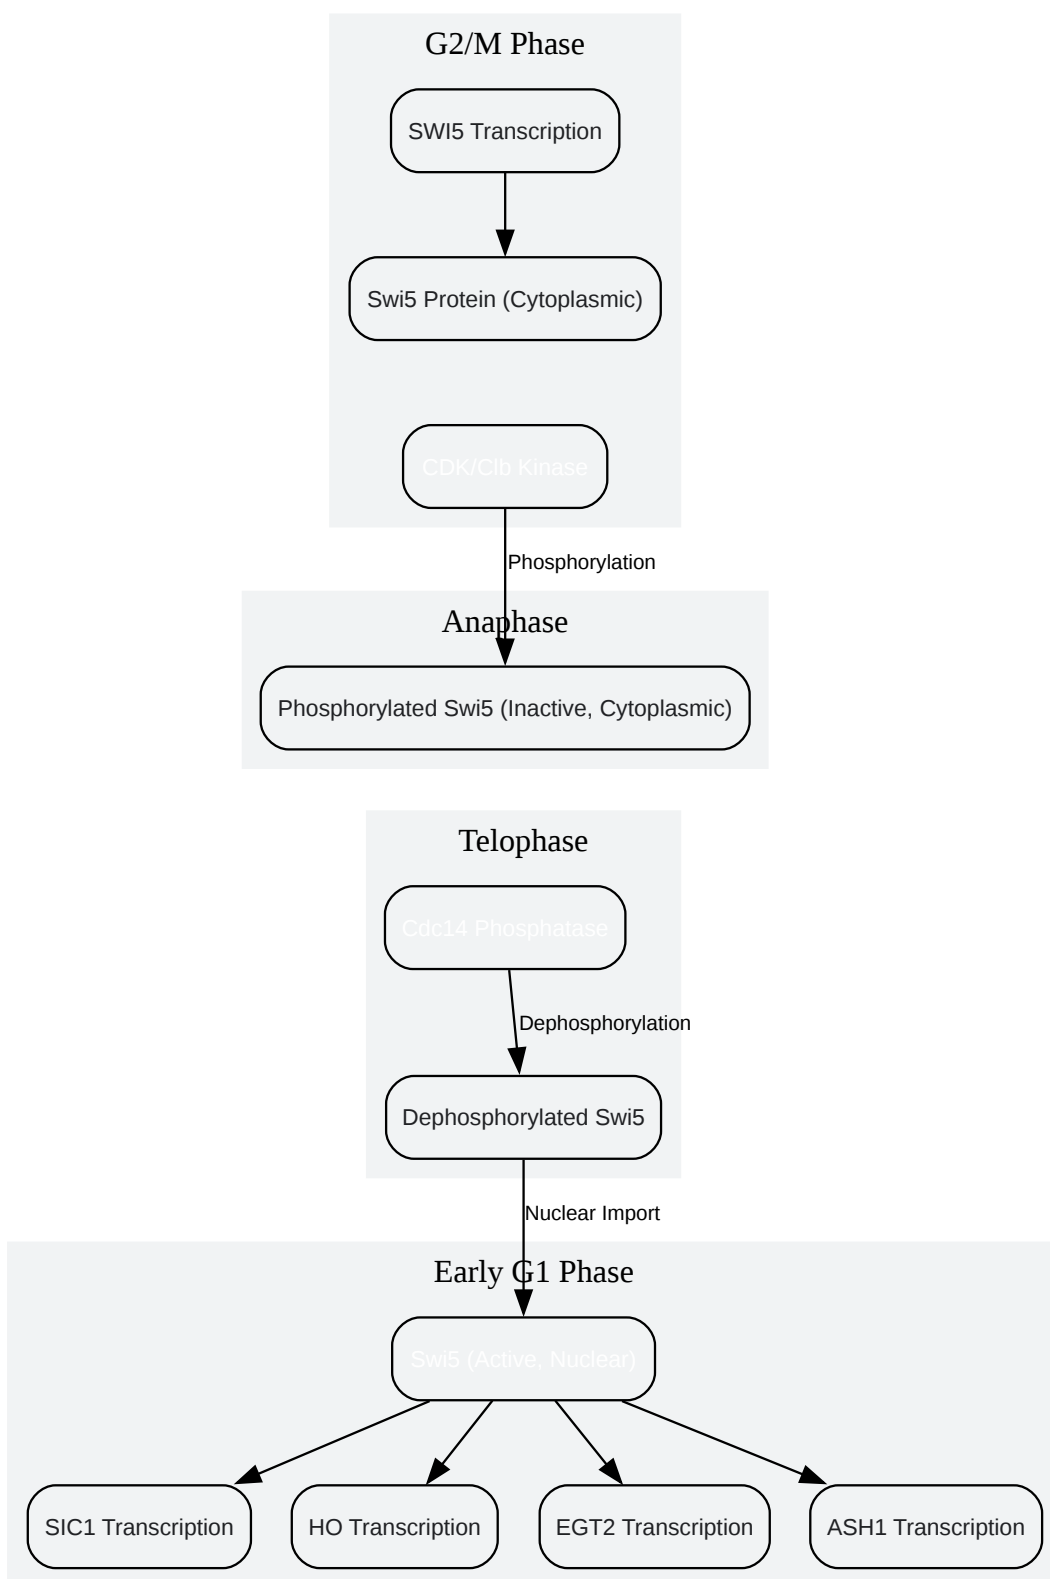 G2/M Phase
SWI5 Transcription
Swi5 Protein (Cytoplasmic)
CDK/Clb Kinase
Phosphorylation
Anaphase
Phosphorylated Swi5 (Inactive, Cytoplasmic)
Telophase
Cdc14 Phosphatase
Dephosphorylation
Dephosphorylated Swi5
Nuclear Import
Early G1 Phase
Swi5 (Active, Nuclear)
SIC1 Transcription
HO Transcription
EGT2 Transcription
ASH1 Transcription